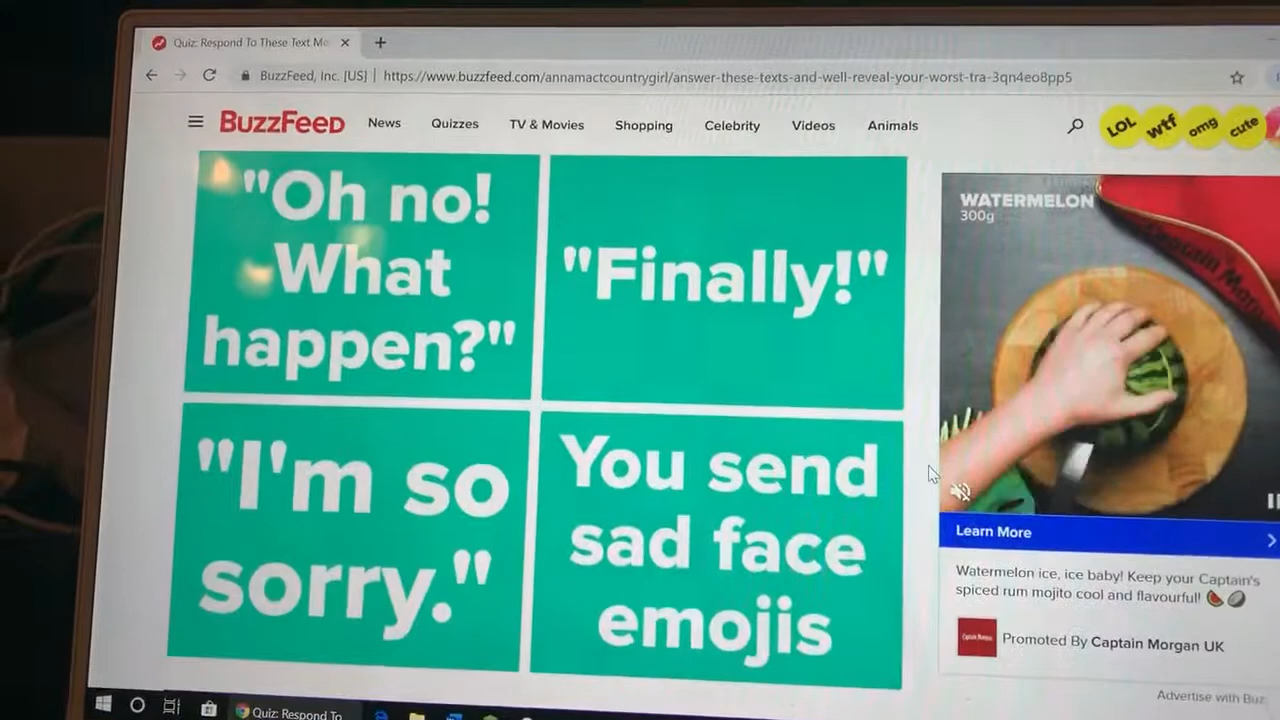 Quiz: Respond To These Text Mo
BuzzFeed, Inc. [US] | https://www.buzzfeed.com/annamactcountrygirl/answer-these-texts-and-well-reveal-your-worst-tra-3qn4eo8pp5
BuzzFeed News Quizzes TV & Movies Shopping Celebrity Videos Animals
LOL wtf omg cute
"Oh no!
What
happen?"
"Finally!"
"I'm so
sorry."
You send
sad face
emojis
WATERMELON
300g
Captain Mor
Learn More
Watermelon ice, ice baby! Keep your Captain's
spiced rum mojito cool and flavourful!
Promoted By Captain Morgan UK
Advertise with Buz
Quiz: Respond To